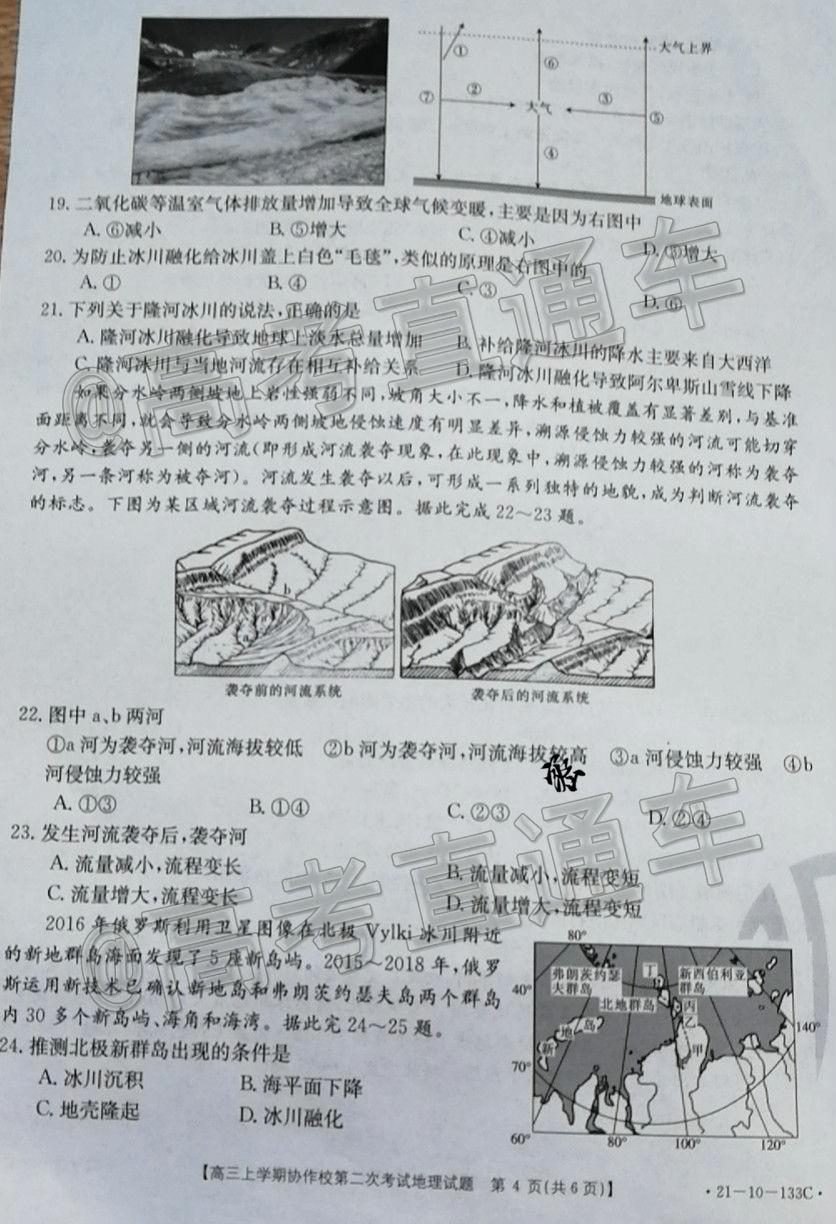 大气上界
①
⑥
⑦
②
大气
③
⑤
④
地球表面
19. 二氧化碳等温室气体排放量增加导致全球气候变暖，主要是因为右图中
A. ⑥减小 B. ⑤增大 C. ④减小 D. ③增大
20. 为防止冰川融化给冰川盖上白色“毛毯”，类似的原理是右图中的
A. ① B. ④ C. ③ D. ⑥
21. 下列关于隆河冰川的说法，正确的是
A. 隆河冰川融化导致地球上淡水总量增加 B. 补给隆河冰川的降水主要来自大西洋
C. 隆河冰川与当地河流存在相互补给关系 D. 隆河冰川融化导致阿尔卑斯山雪线下降
如果分水岭两侧坡地上岩性强弱不同，坡角大小不一，降水和植被覆盖有显著差别，与基准
面距离不同，就会导致分水岭两侧坡地侵蚀速度有明显差异，溯源侵蚀力较强的河流可能切穿
分水岭，袭夺另一侧的河流（即形成河流袭夺现象，在此现象中，溯源侵蚀力较强的河称为袭夺
河，另一条河称为被夺河）。河流发生袭夺以后，可形成一系列独特的地貌，成为判断河流袭夺
的标志。下图为某区域河流袭夺过程示意图。据此完成22～23题。
袭夺前的河流系统 袭夺后的河流系统
22. 图中a、b两河
①a河为袭夺河，河流海拔较低 ②b河为袭夺河，河流海拔较高 ③a河侵蚀力较强 ④b
河侵蚀力较强
A. ①③ B. ①④ C. ②③ D. ②④
23. 发生河流袭夺后，袭夺河
A. 流量减小，流程变长 B. 流量减小，流程变短
C. 流量增大，流程变长 D. 流量增大，流程变短
2016年俄罗斯利用卫星图像在北极Vylki冰川附近
的新地群岛海面发现了5座新岛屿。2015～2018年，俄罗
斯运用新技术已确认新地岛和弗朗茨约瑟夫岛两个群岛
内30多个新岛屿、海角和海湾。据此完24～25题。
24. 推测北极新群岛出现的条件是
A. 冰川沉积 B. 海平面下降
C. 地壳隆起 D. 冰川融化
80°
弗朗茨约瑟
夫群岛
丁
新西伯利亚
群岛
40°
北地群岛
丙
乙
甲
新地岛
140°
70°
60°
80° 100° 120°
【高三上学期协作校第二次考试地理试题 第4页(共6页)】
·21－10－133C·
@高考直通车
@高考直通车